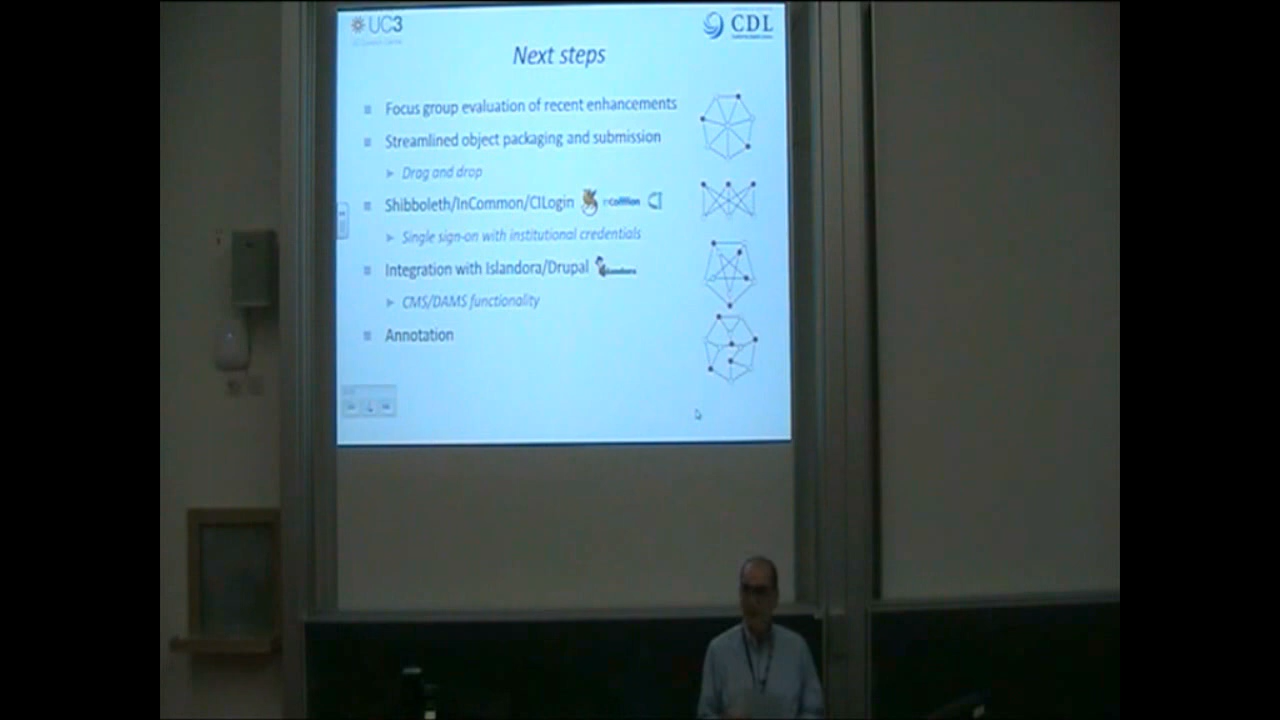 UC3
CDL
Next steps
Focus group evaluation of recent enhancements
Streamlined object packaging and submission
Drag and drop
Shibboleth/InCommon/CILogin
Single sign-on with institutional credentials
Integration with Islandora/Drupal
CMS/DAMS functionality
Annotation